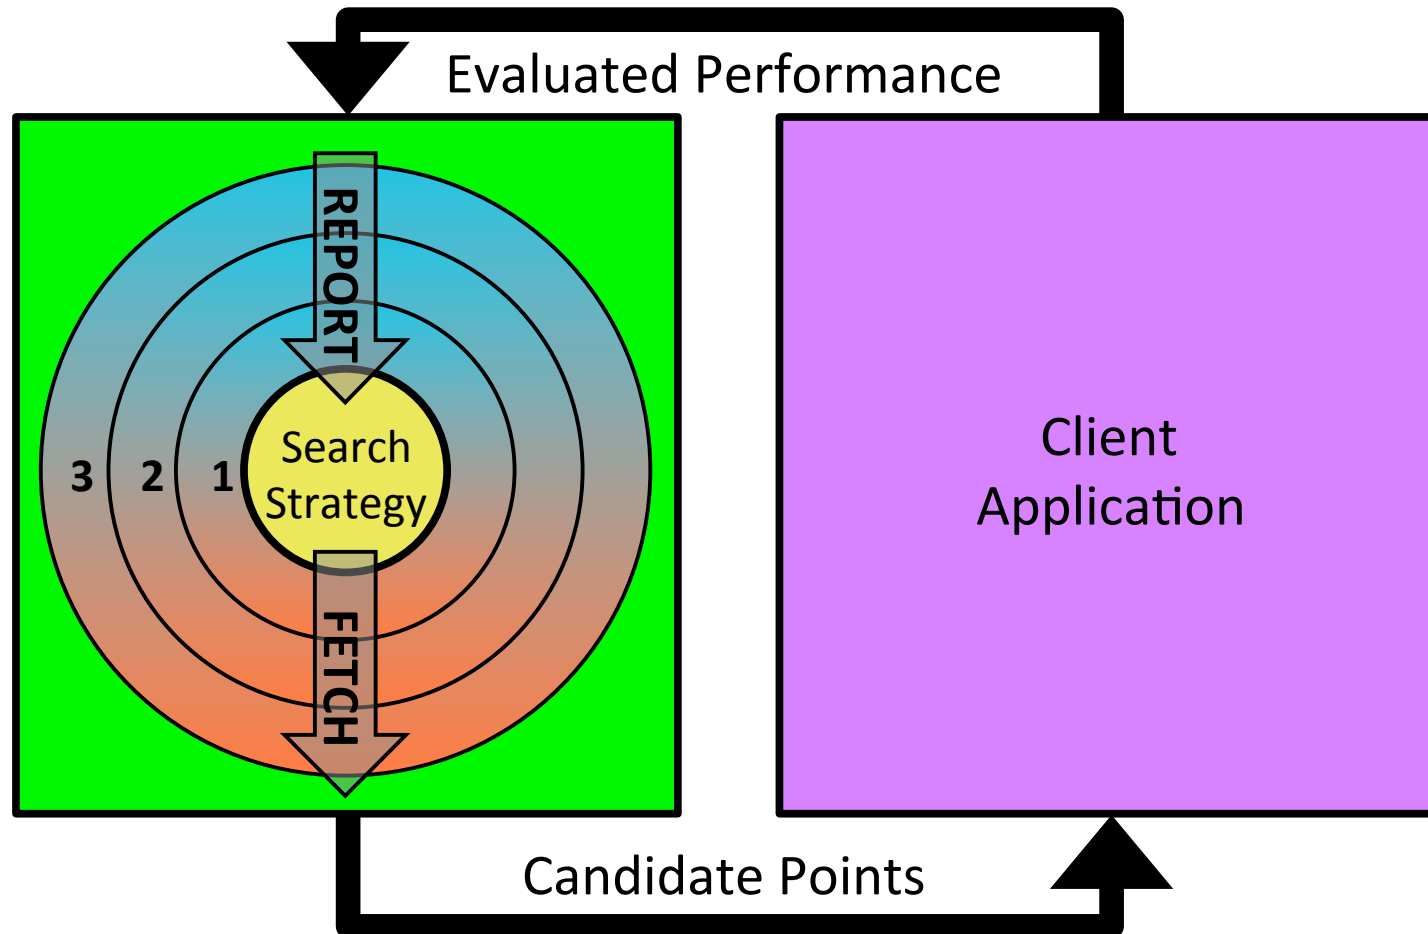 Evaluated Performance
REPORT
3 2 1
Search
Strategy
FETCH
Client
Application
Candidate Points